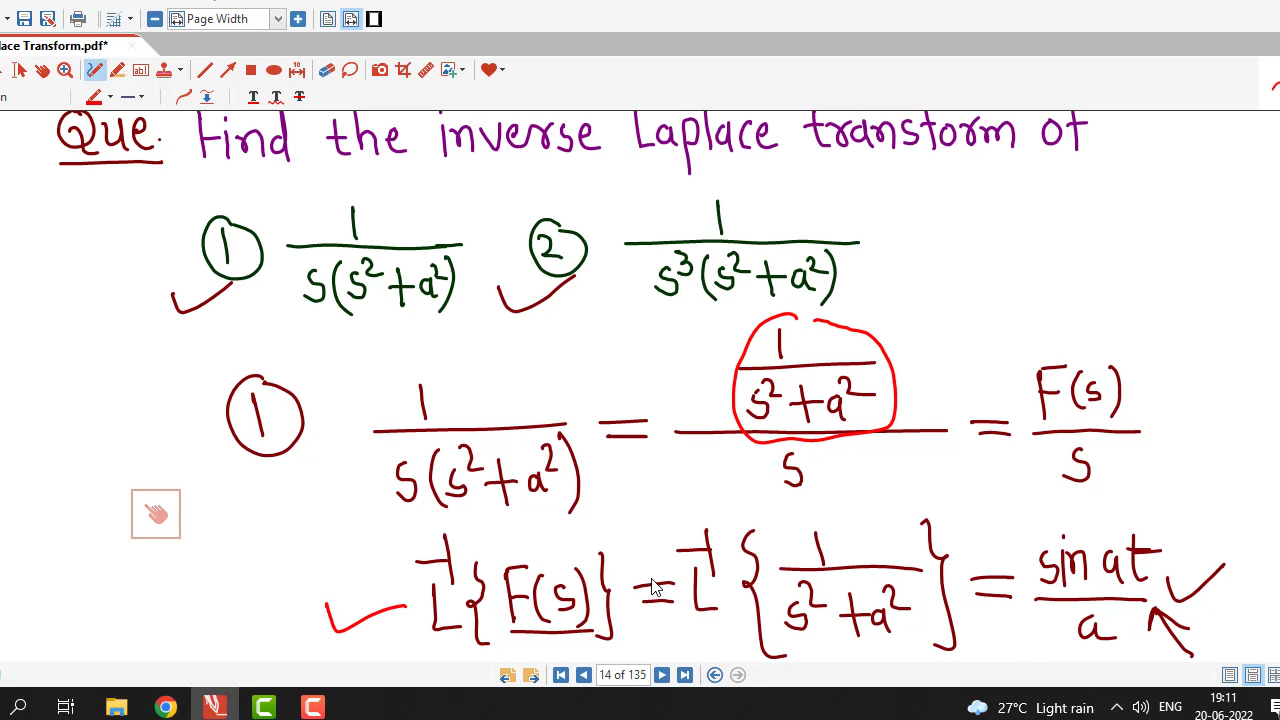 Page Width
lace Transform.pdf*
n
Que. Find the inverse Laplace transform of
① 1/(s(s²+a²)) ② 1/(s³(s²+a²))
① 1/(s(s²+a²)) = (1/(s²+a²))/s = F(s)/s
L⁻¹{F(s)} = L⁻¹{1/(s²+a²)} = sin at/a
14 of 135
27°C Light rain ENG 19:11
20-06-2022